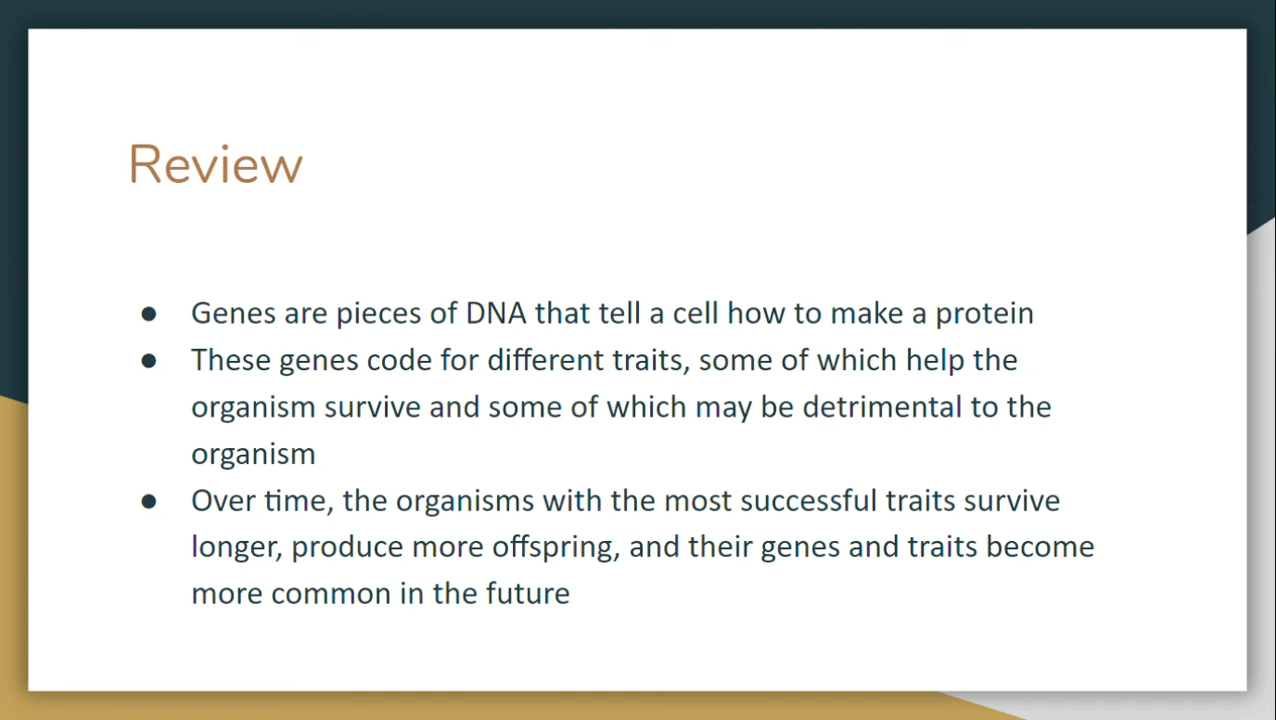 Review
● Genes are pieces of DNA that tell a cell how to make a protein
● These genes code for different traits, some of which help the
organism survive and some of which may be detrimental to the
organism
● Over time, the organisms with the most successful traits survive
longer, produce more offspring, and their genes and traits become
more common in the future